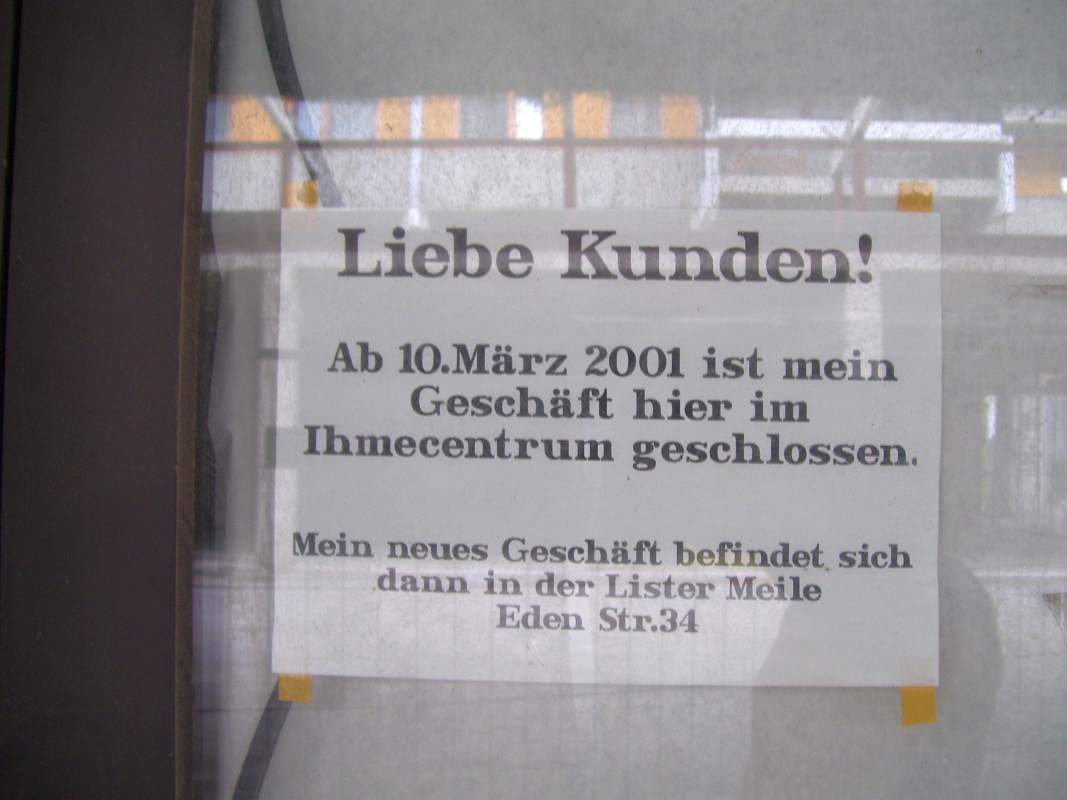 Liebe Kunden!
Ab 10.März 2001 ist mein
Geschäft hier im
Ihmecentrum geschlossen.
Mein neues Geschäft befindet sich
dann in der Lister Meile
Eden Str.34